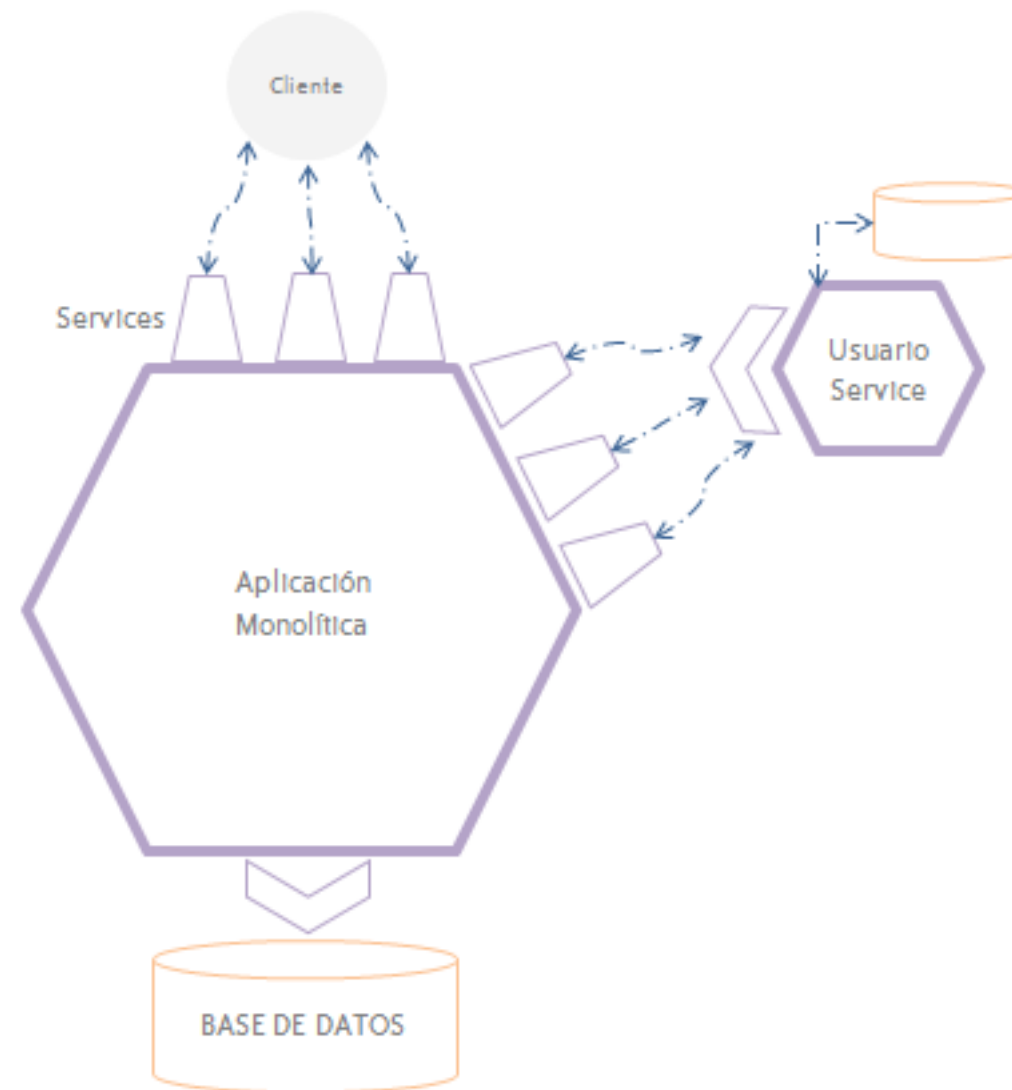 Cliente
Services
Usuario
Service
Aplicación
Monolítica
BASE DE DATOS